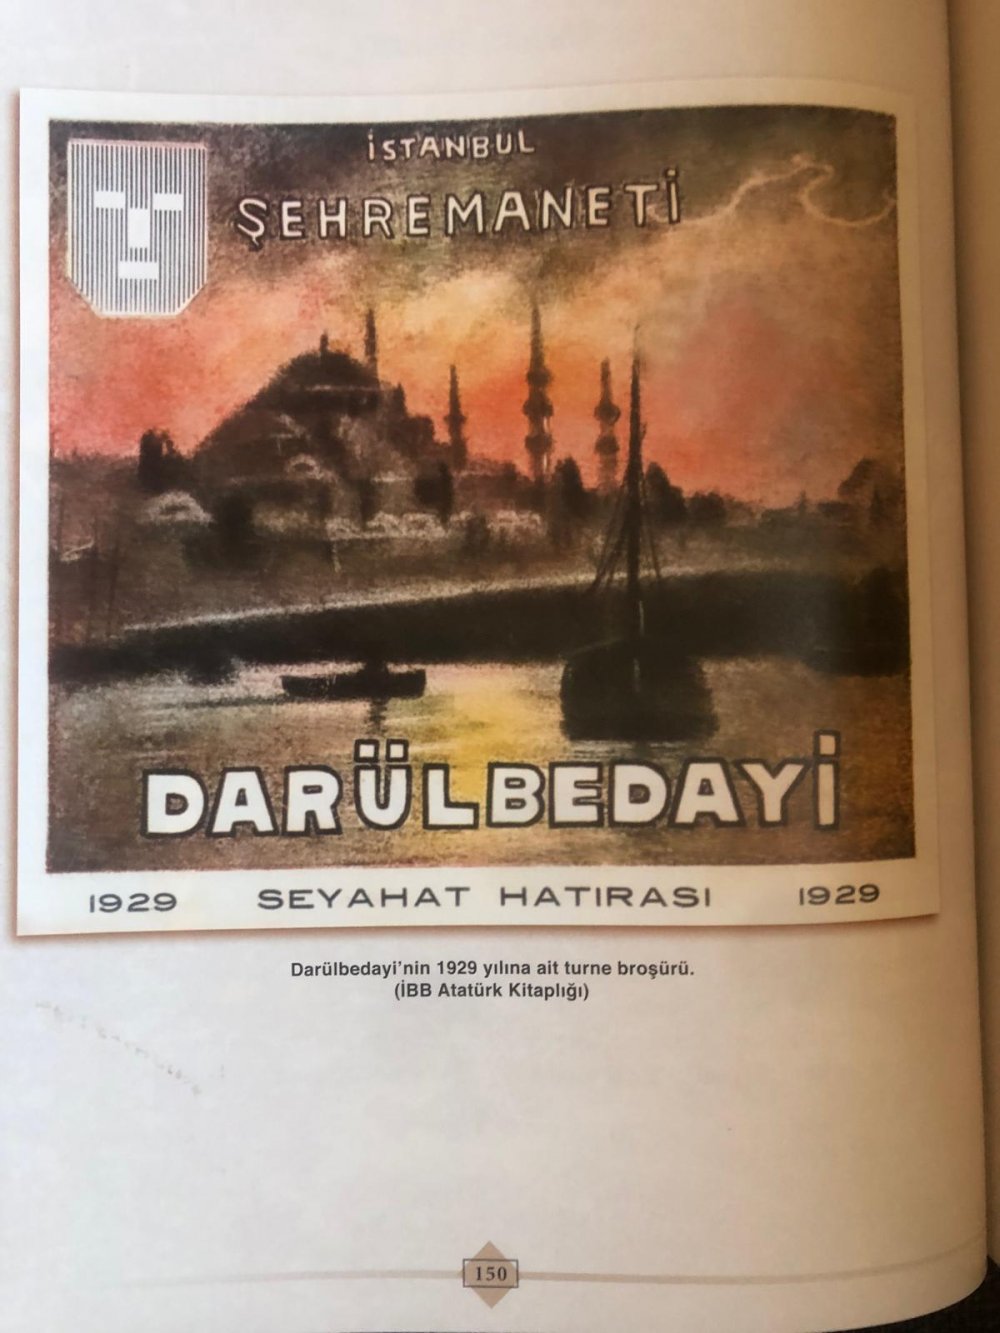 İSTANBUL
ŞEHREMANETİ
DARÜLBEDAYİ
1929 SEYAHAT HATIRASI 1929
Darülbedayi'nin 1929 yılına ait turne broşürü.
(İBB Atatürk Kitaplığı)
150